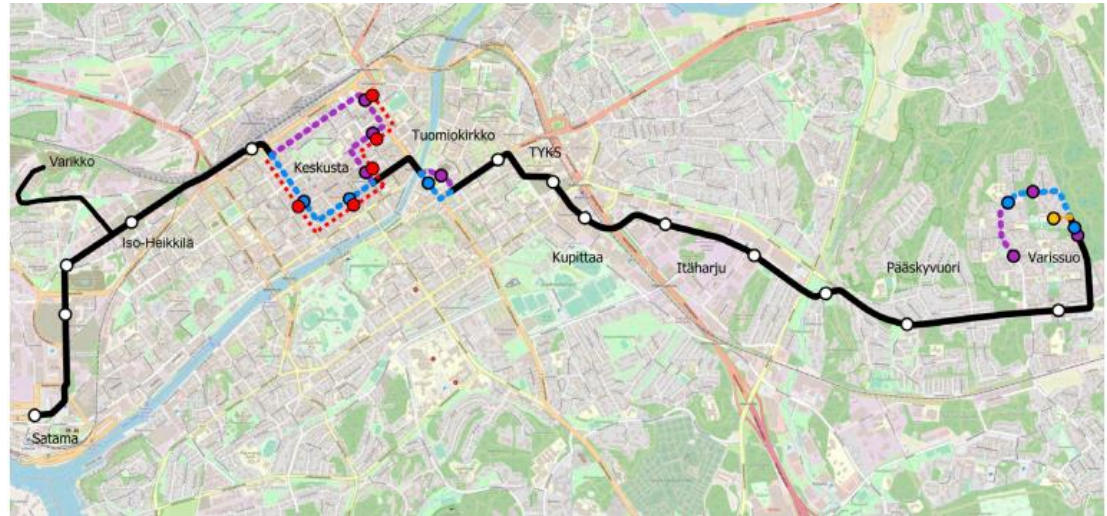 Tuomiokirkko
Varikko
Keskusta
TYKS
Iso-Heikkilä
Kupittaa
Itäharju
Pääskyvuori
Varissuo
Satama